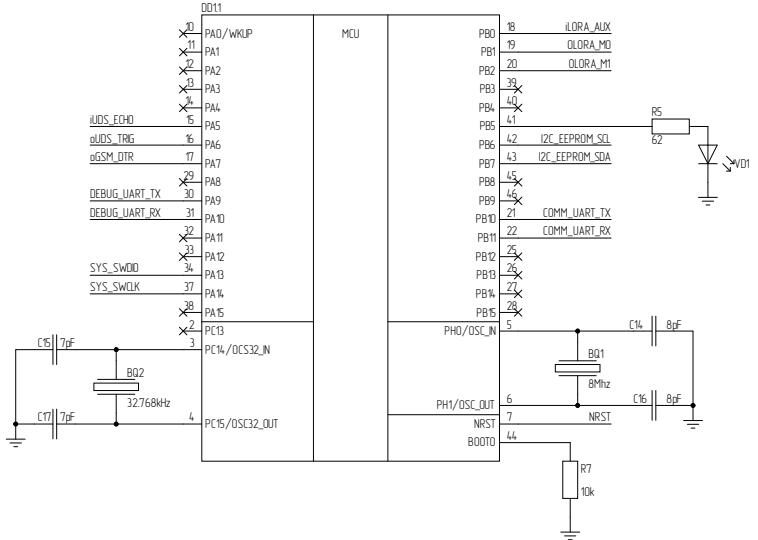 DD1.1
10 PA0/WKUP MCU PB0 18 iLORA_AUX
11 PA1 PB1 19 OLORA_M0
12 PA2 PB2 20 OLORA_M1
13 PA3 PB3 39
14 PA4 PB4 40
iUDS_ECHO 15 PA5 PB5 41 R5 62
oUDS_TRIG 16 PA6 PB6 42 I2C_EEPROM_SCL
oGSM_DTR 17 PA7 PB7 43 I2C_EEPROM_SDA VD1
29 PA8 PB8 45
DEBUG_UART_TX 30 PA9 PB9 46
DEBUG_UART_RX 31 PA10 PB10 21 COMM_UART_TX
32 PA11 PB11 22 COMM_UART_RX
33 PA12 PB12 25
SYS_SWDIO 34 PA13 PB13 26
SYS_SWCLK 37 PA14 PB14 27
38 PA15 PB15 28
2 PC13 PH0/OSC_IN 5 C14 8pF
C15 7pF 3 PC14/OCS32_IN BQ1
BQ2 8Mhz
32.768kHz PH1/OSC_OUT 6 C16 8pF
C17 7pF 4 PC15/OSC32_OUT NRST 7 NRST
BOOT0 44
R7
10k